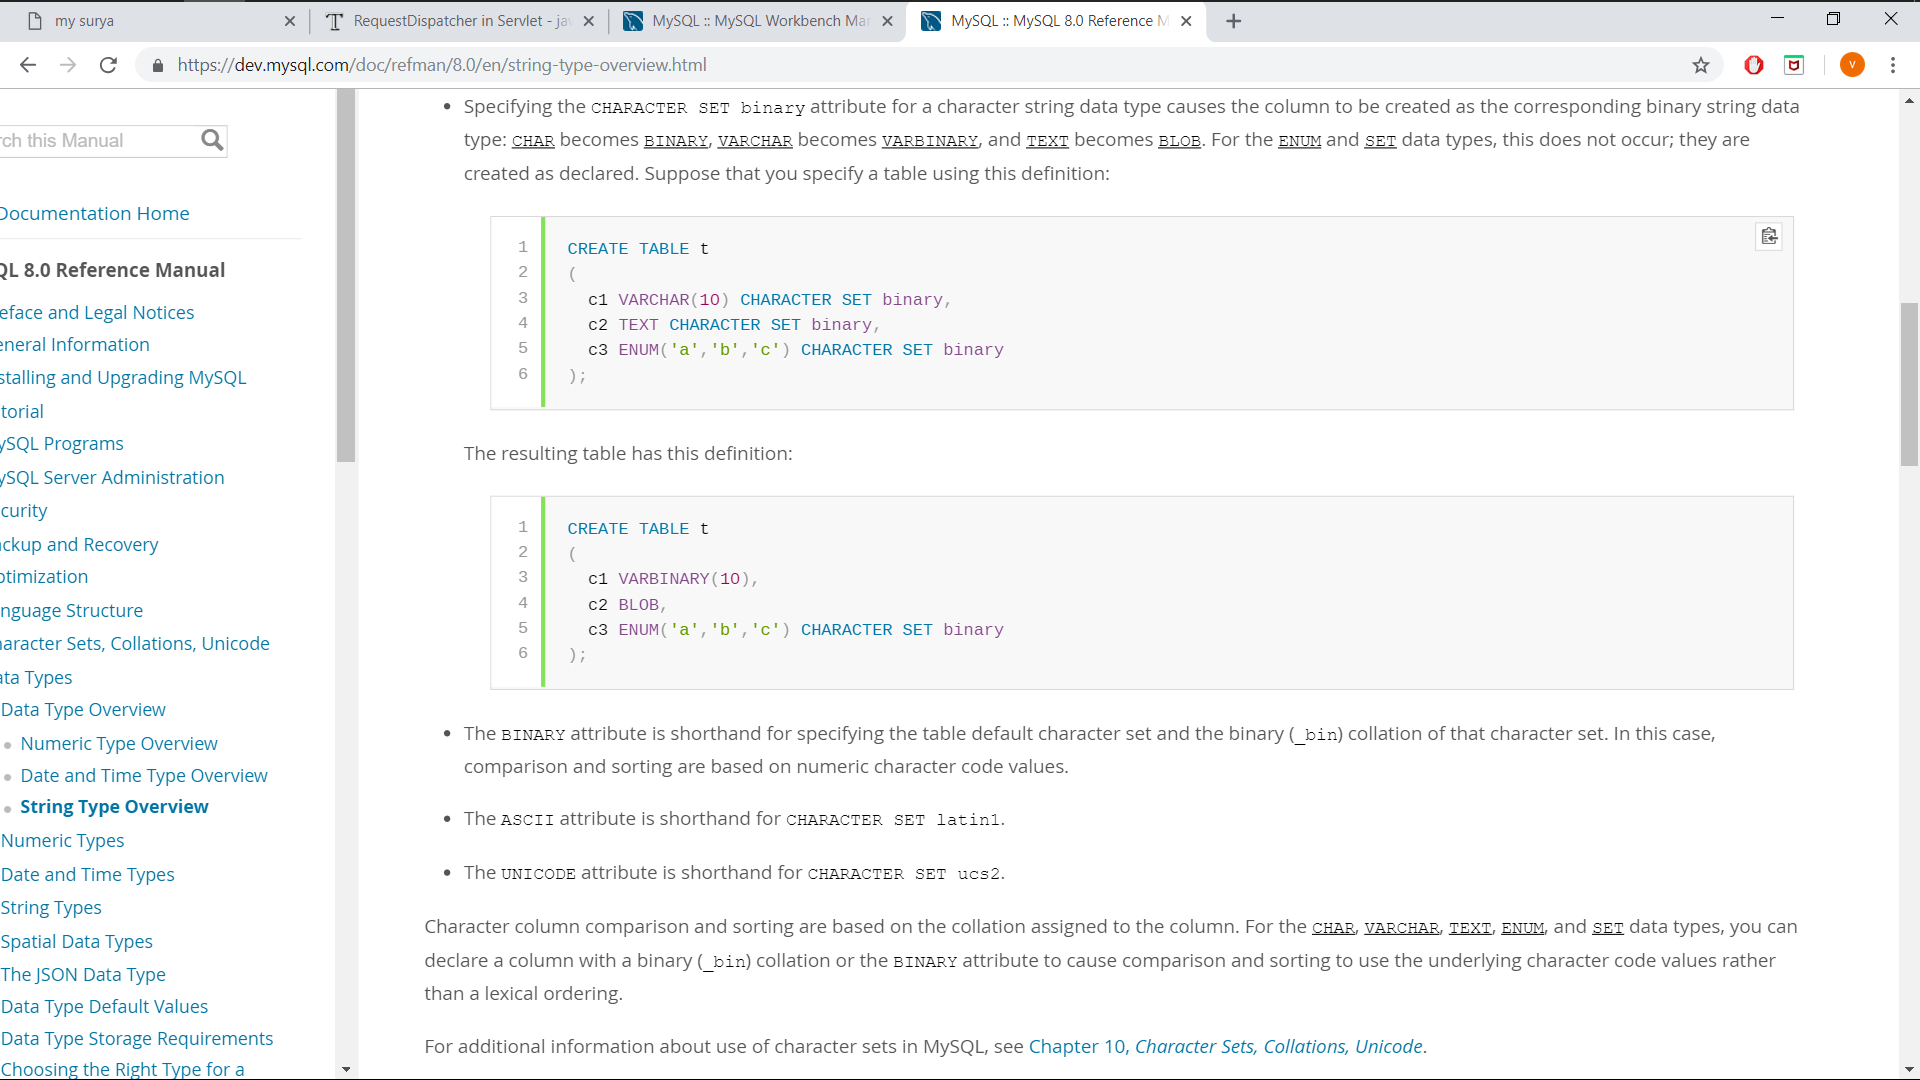 my surya
RequestDispatcher in Servlet - ja
MySQL :: MySQL Workbench Mar
MySQL :: MySQL 8.0 Reference M
https://dev.mysql.com/doc/refman/8.0/en/string-type-overview.html
V
rch this Manual
Documentation Home
QL 8.0 Reference Manual
eface and Legal Notices
eneral Information
stalling and Upgrading MySQL
torial
ySQL Programs
ySQL Server Administration
curity
ackup and Recovery
ptimization
nguage Structure
haracter Sets, Collations, Unicode
ata Types
Data Type Overview
Numeric Type Overview
Date and Time Type Overview
String Type Overview
Numeric Types
Date and Time Types
String Types
Spatial Data Types
The JSON Data Type
Data Type Default Values
Data Type Storage Requirements
Choosing the Right Type for a
• Specifying the CHARACTER SET binary attribute for a character string data type causes the column to be created as the corresponding binary string data
type: CHAR becomes BINARY, VARCHAR becomes VARBINARY, and TEXT becomes BLOB. For the ENUM and SET data types, this does not occur; they are
created as declared. Suppose that you specify a table using this definition:
1 CREATE TABLE t
2 (
3 c1 VARCHAR(10) CHARACTER SET binary,
4 c2 TEXT CHARACTER SET binary,
5 c3 ENUM('a','b','c') CHARACTER SET binary
6 );
The resulting table has this definition:
1 CREATE TABLE t
2 (
3 c1 VARBINARY(10),
4 c2 BLOB,
5 c3 ENUM('a','b','c') CHARACTER SET binary
6 );
• The BINARY attribute is shorthand for specifying the table default character set and the binary (_bin) collation of that character set. In this case,
comparison and sorting are based on numeric character code values.
• The ASCII attribute is shorthand for CHARACTER SET latin1.
• The UNICODE attribute is shorthand for CHARACTER SET ucs2.
Character column comparison and sorting are based on the collation assigned to the column. For the CHAR, VARCHAR, TEXT, ENUM, and SET data types, you can
declare a column with a binary (_bin) collation or the BINARY attribute to cause comparison and sorting to use the underlying character code values rather
than a lexical ordering.
For additional information about use of character sets in MySQL, see Chapter 10, Character Sets, Collations, Unicode.